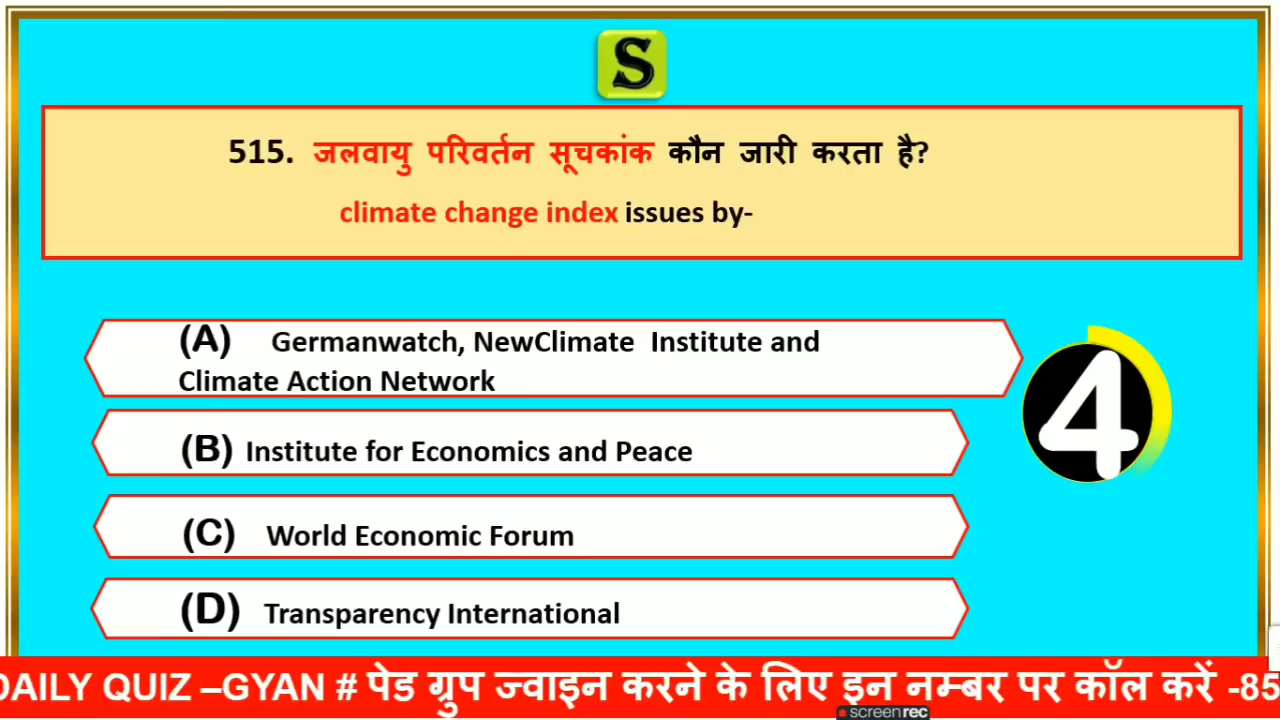 S
515. जलवायु परिवर्तन सूचकांक कौन जारी करता है?
climate change index issues by-
(A) Germanwatch, NewClimate Institute and
Climate Action Network
4
(B) Institute for Economics and Peace
(C) World Economic Forum
(D) Transparency International
DAILY QUIZ –GYAN # पेड ग्रुप ज्वाइन करने के लिए इन नम्बर पर कॉल करें -85
screenrec